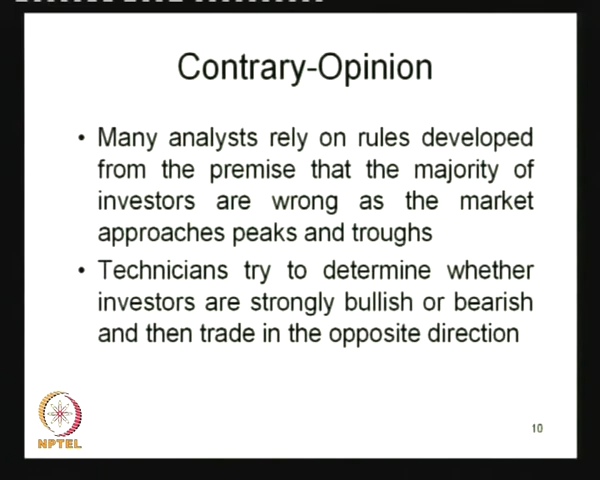 Contrary-Opinion
• Many analysts rely on rules developed
from the premise that the majority of
investors are wrong as the market
approaches peaks and troughs
• Technicians try to determine whether
investors are strongly bullish or bearish
and then trade in the opposite direction
NPTEL
10